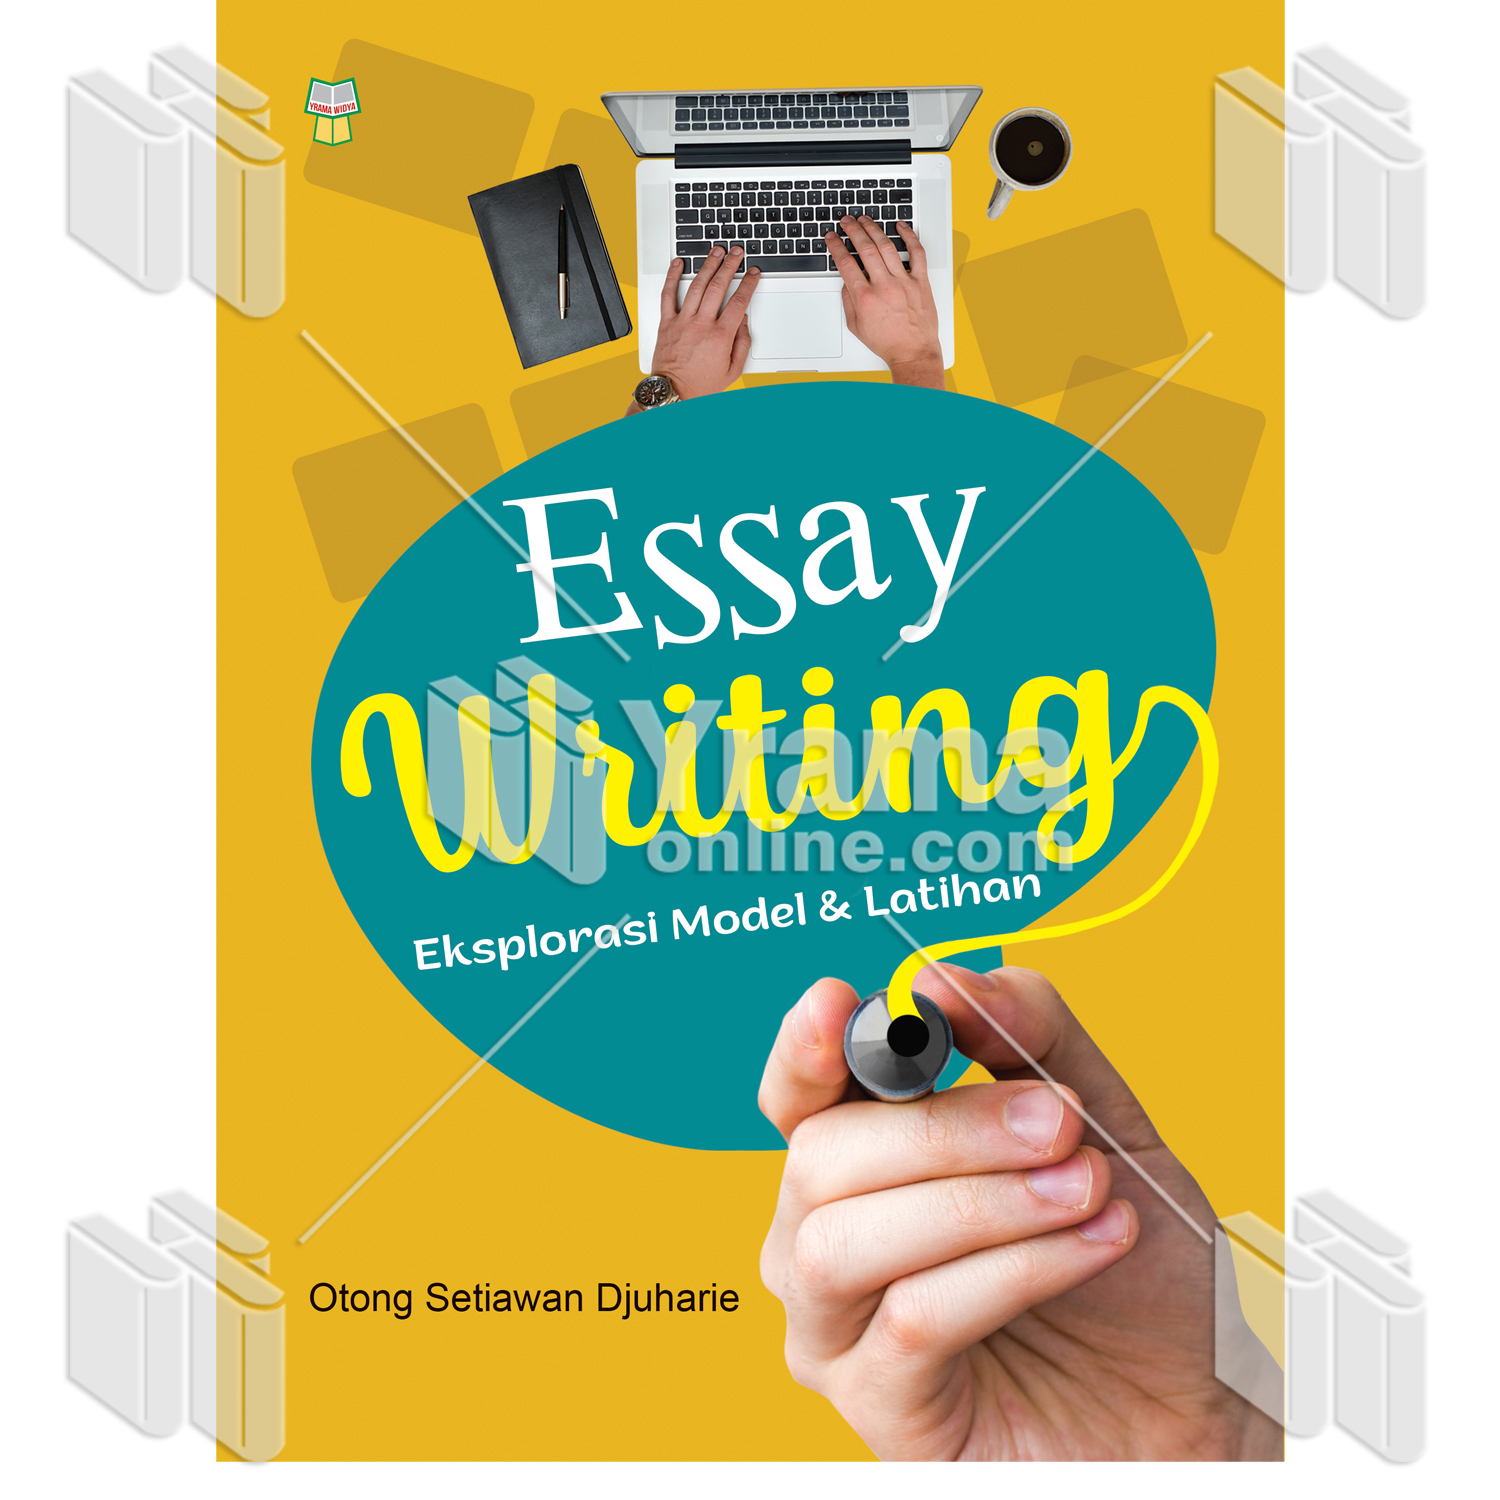 YRAMA WIDYA
Essay
Writing
Yrama
online.com
Eksplorasi Model & Latihan
Otong Setiawan Djuharie